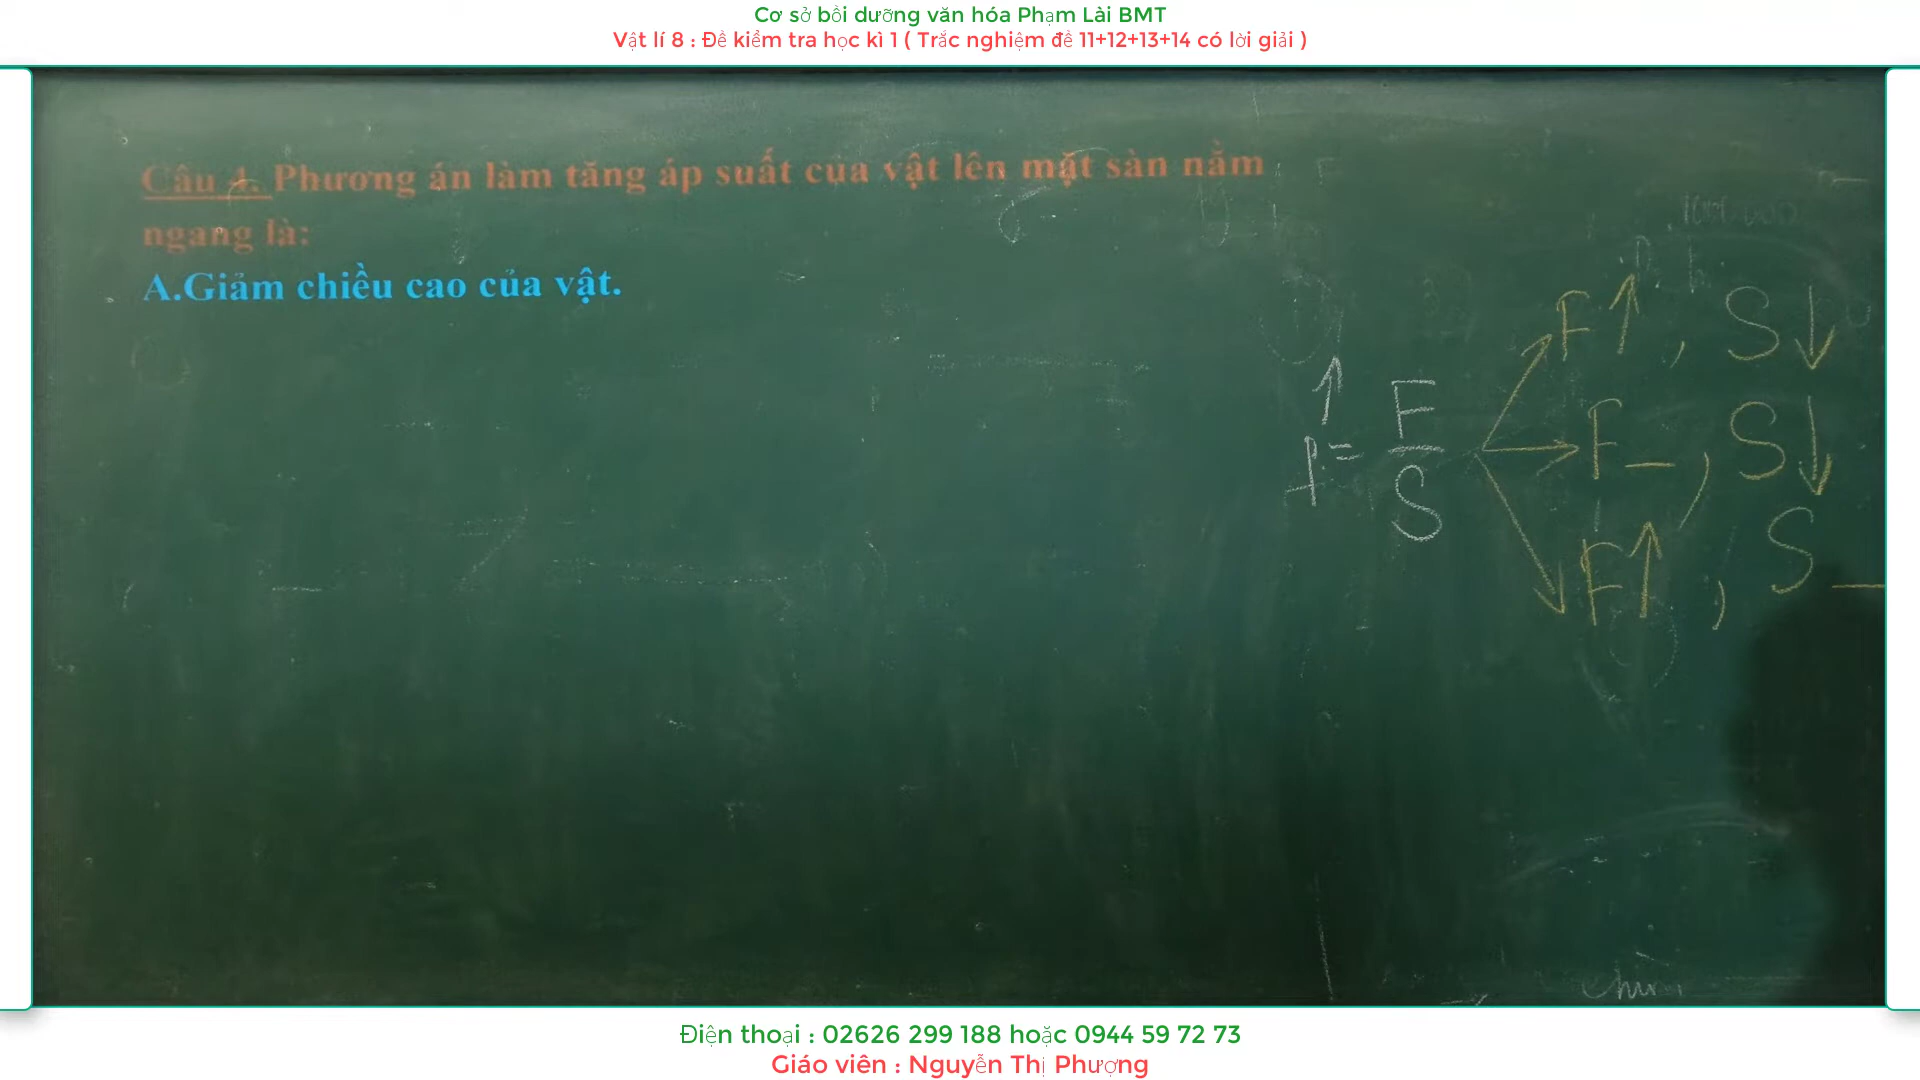 Cơ sở bồi dưỡng văn hóa Phạm Lài BMT
Vật lí 8 : Đề kiểm tra học kì 1 ( Trắc nghiệm đề 11+12+13+14 có lời giải )
Câu 4. Phương án làm tăng áp suất của vật lên mặt sàn nằm
ngang là:
A.Giảm chiều cao của vật.
F↑ , S↓
p↑ = F/S
F_ , S↓
F↑ , S_
Điện thoại : 02626 299 188 hoặc 0944 59 72 73
Giáo viên : Nguyễn Thị Phượng